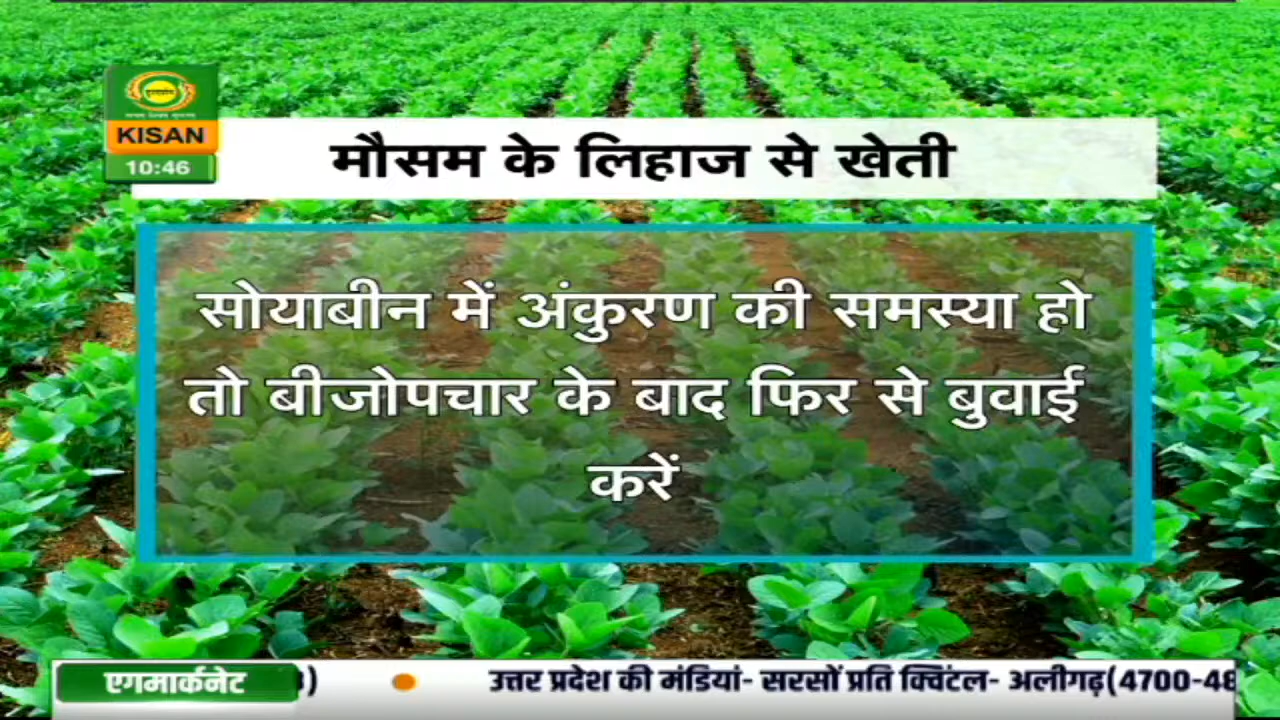 KISAN
10:46
मौसम के लिहाज से खेती
सोयाबीन में अंकुरण की समस्या हो
तो बीजोपचार के बाद फिर से बुवाई
करें
एगमार्कनेट ) उत्तर प्रदेश की मंडियां- सरसों प्रति क्विंटल- अलीगढ़(4700-48